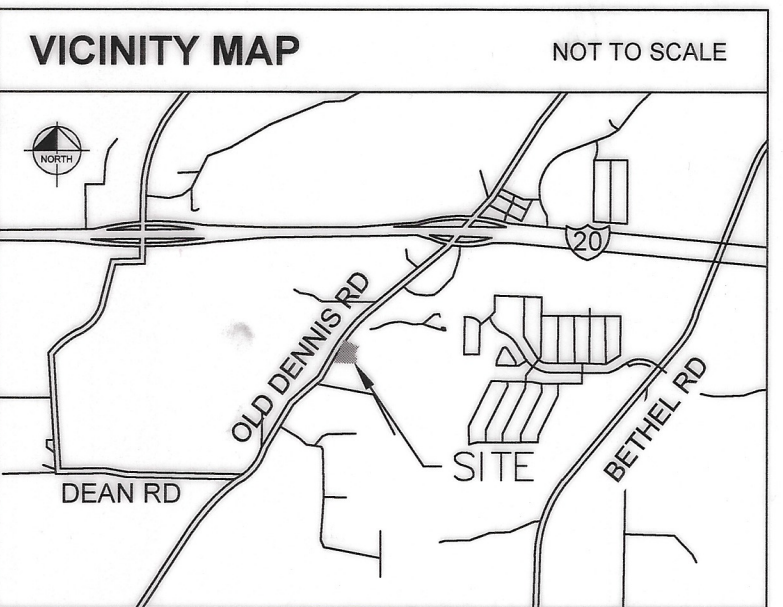 VICINITY MAP
NOT TO SCALE
NORTH
20
OLD DENNIS RD
SITE
BETHEL RD
DEAN RD